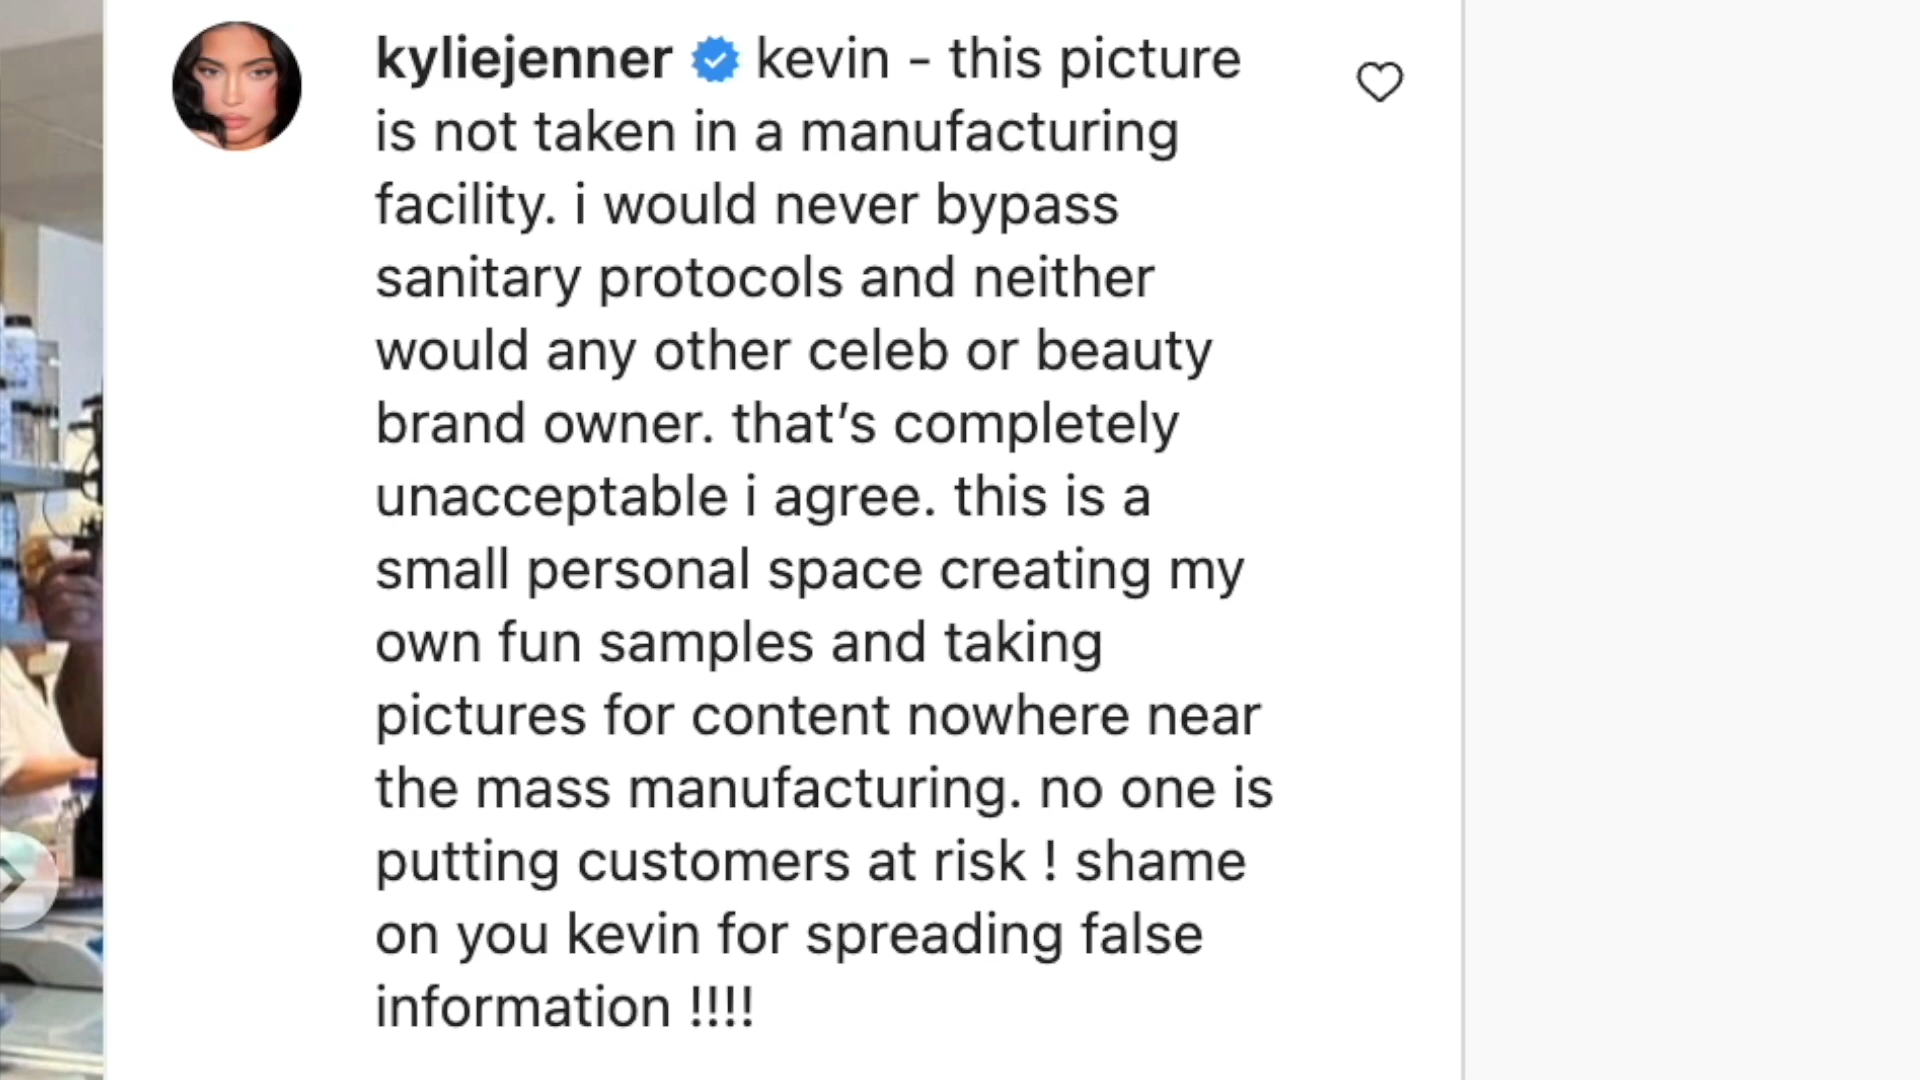 kyliejenner kevin - this picture
is not taken in a manufacturing
facility. i would never bypass
sanitary protocols and neither
would any other celeb or beauty
brand owner. that’s completely
unacceptable i agree. this is a
small personal space creating my
own fun samples and taking
pictures for content nowhere near
the mass manufacturing. no one is
putting customers at risk ! shame
on you kevin for spreading false
information !!!!